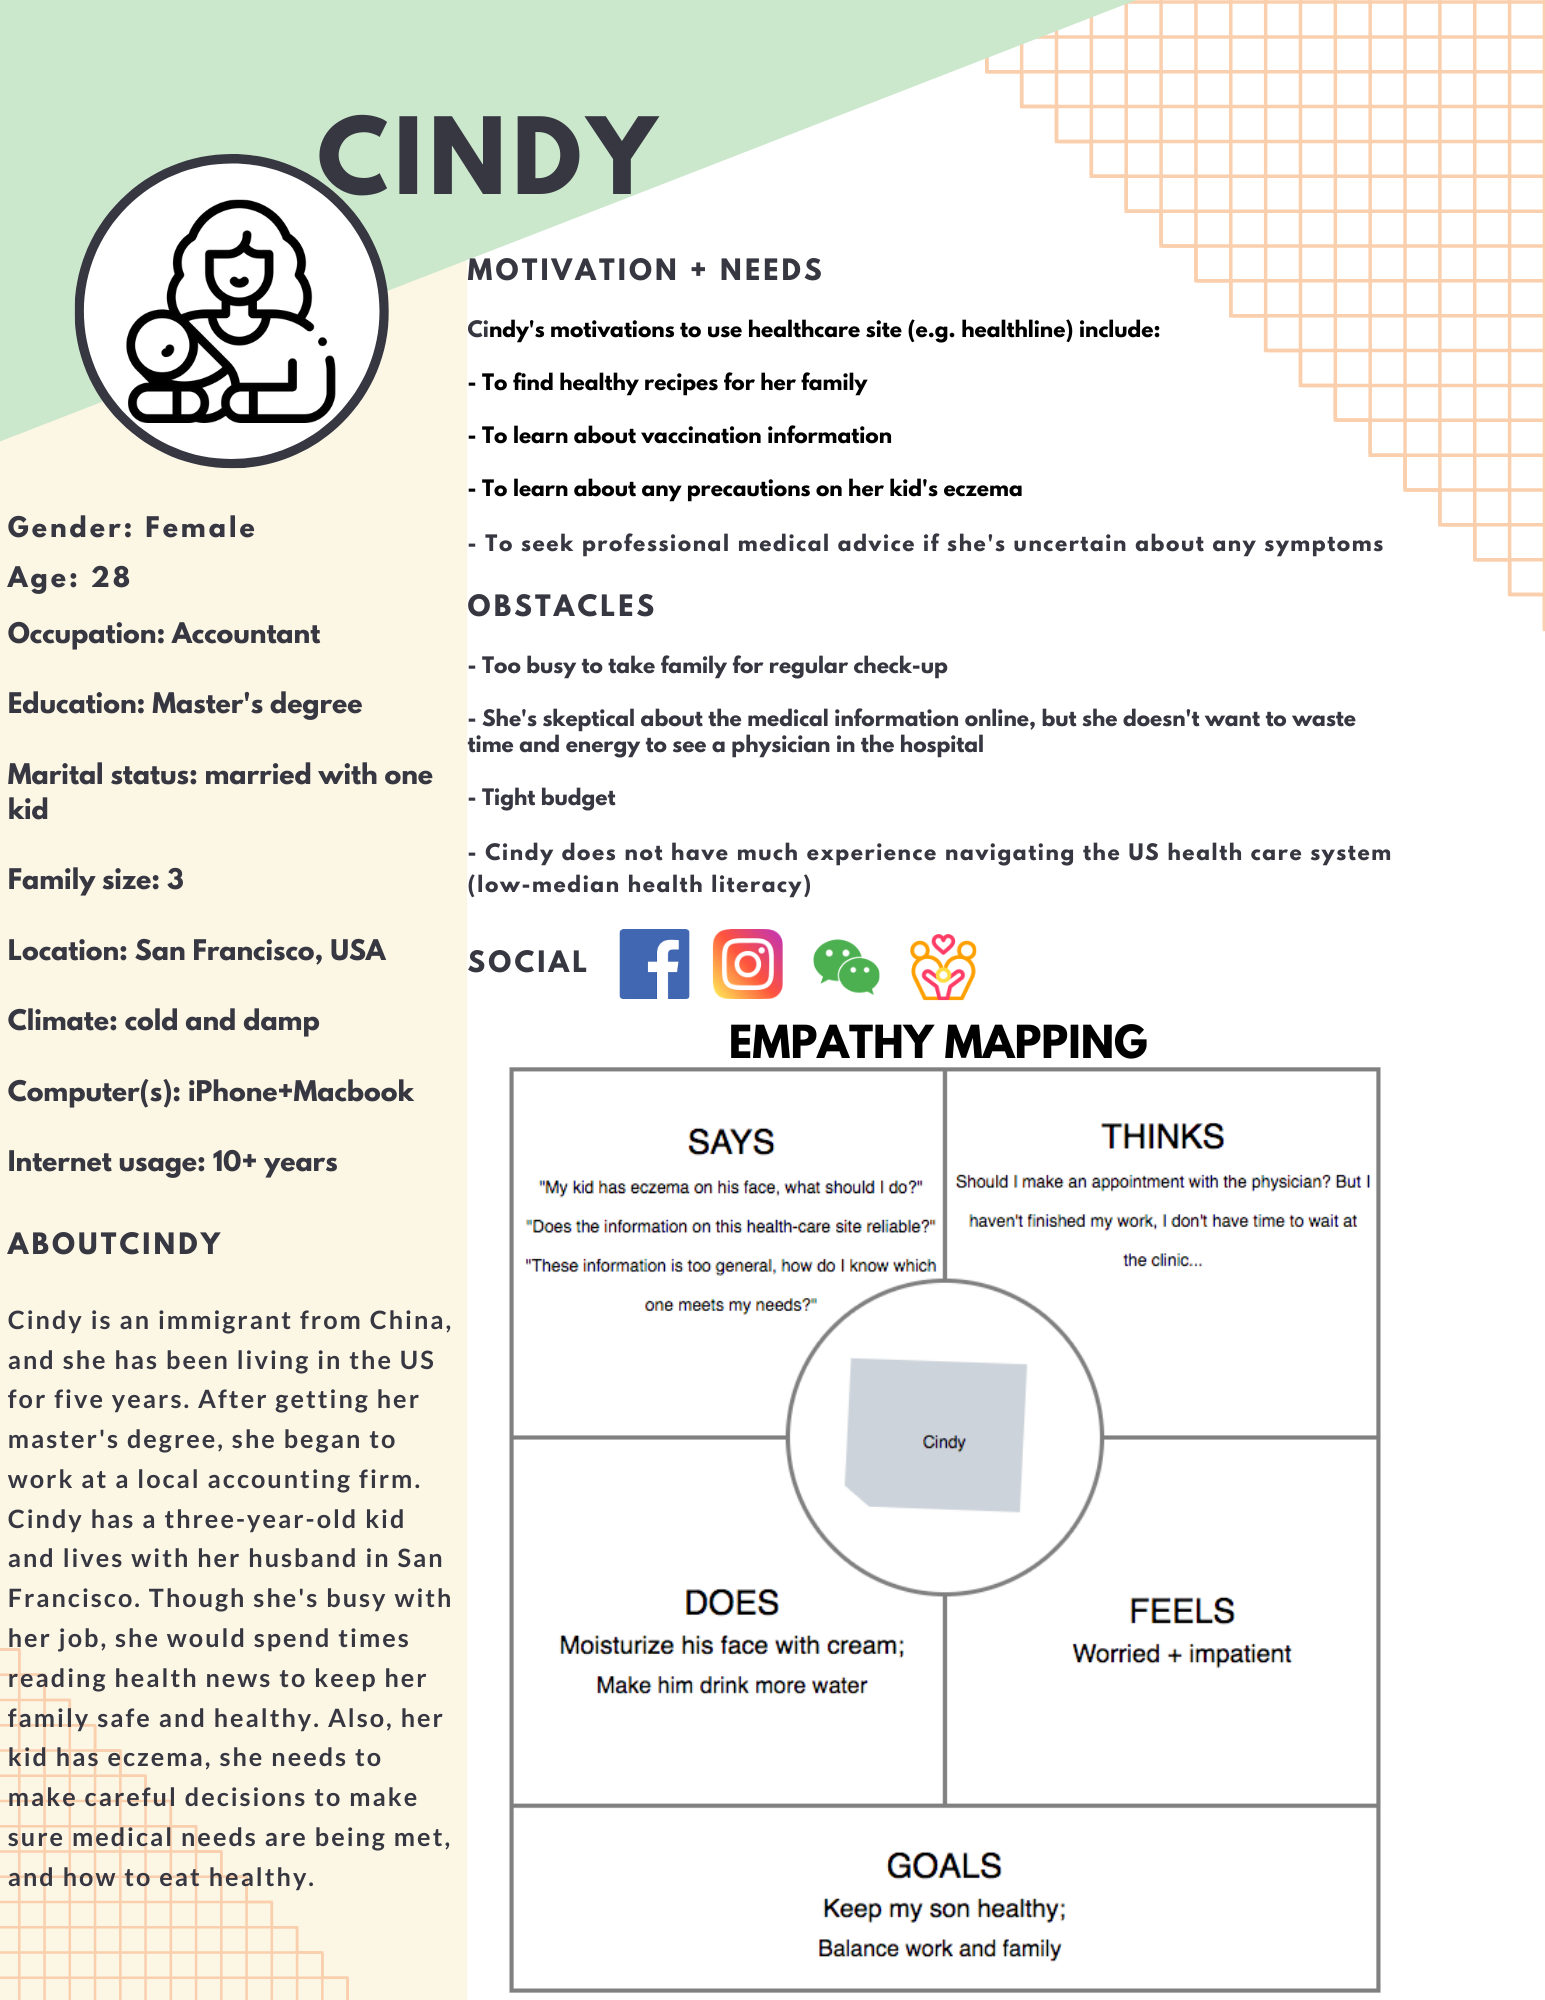 CINDY
Gender: Female
Age: 28
Occupation: Accountant
Education: Master's degree
Marital status: married with one
kid
Family size: 3
Location: San Francisco, USA
Climate: cold and damp
Computer(s): iPhone+Macbook
Internet usage: 10+ years
ABOUTCINDY
Cindy is an immigrant from China,
and she has been living in the US
for five years. After getting her
master's degree, she began to
work at a local accounting firm.
Cindy has a three-year-old kid
and lives with her husband in San
Francisco. Though she's busy with
her job, she would spend times
reading health news to keep her
family safe and healthy. Also, her
kid has eczema, she needs to
make careful decisions to make
sure medical needs are being met,
and how to eat healthy.
MOTIVATION + NEEDS
Cindy's motivations to use healthcare site (e.g. healthline) include:
- To find healthy recipes for her family
- To learn about vaccination information
- To learn about any precautions on her kid's eczema
- To seek professional medical advice if she's uncertain about any symptoms
OBSTACLES
- Too busy to take family for regular check-up
- She's skeptical about the medical information online, but she doesn't want to waste
time and energy to see a physician in the hospital
- Tight budget
- Cindy does not have much experience navigating the US health care system
(low-median health literacy)
SOCIAL
EMPATHY MAPPING
SAYS
"My kid has eczema on his face, what should I do?"
"Does the information on this health-care site reliable?"
"These information is too general, how do I know which
one meets my needs?"
THINKS
Should I make an appointment with the physician? But I
haven't finished my work, I don't have time to wait at
the clinic...
Cindy
DOES
Moisturize his face with cream;
Make him drink more water
FEELS
Worried + impatient
GOALS
Keep my son healthy;
Balance work and family